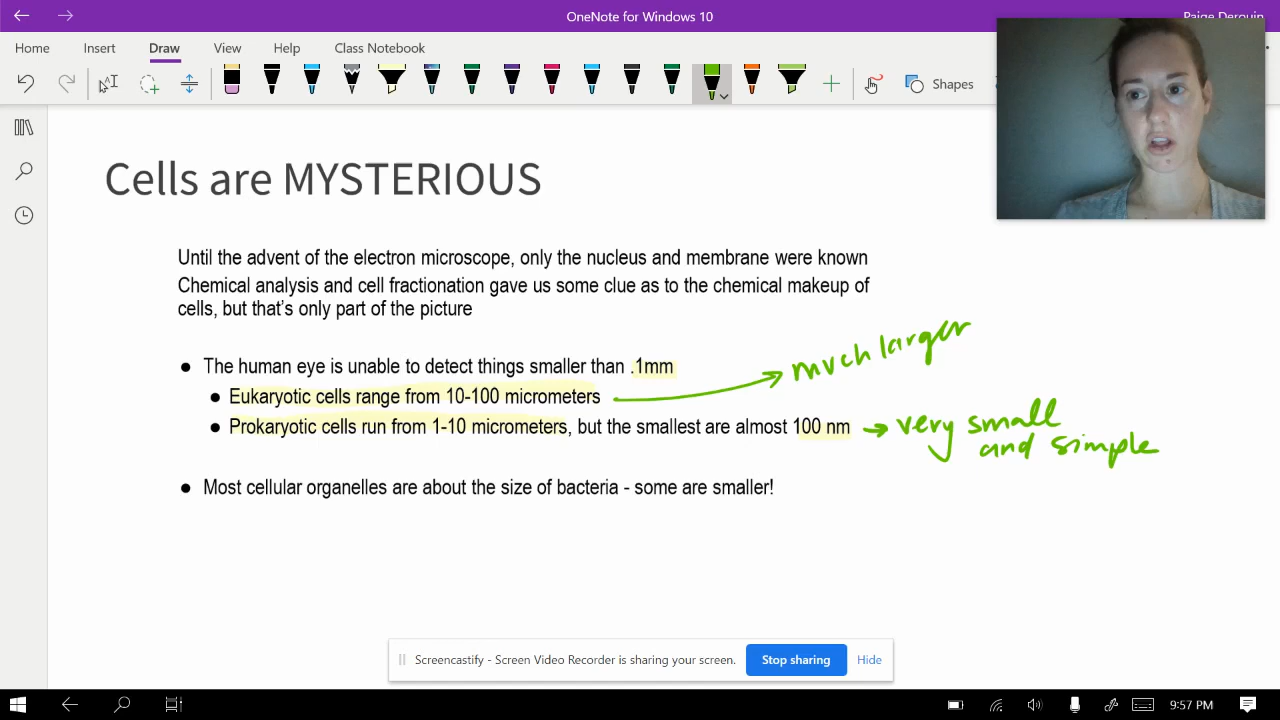 OneNote for Windows 10
Paige Derouin
Home Insert Draw View Help Class Notebook
Shapes
Cells are MYSTERIOUS
Until the advent of the electron microscope, only the nucleus and membrane were known
Chemical analysis and cell fractionation gave us some clue as to the chemical makeup of
cells, but that's only part of the picture
● The human eye is unable to detect things smaller than .1mm
● Eukaryotic cells range from 10-100 micrometers
much larger
● Prokaryotic cells run from 1-10 micrometers, but the smallest are almost 100 nm
very small
and simple
● Most cellular organelles are about the size of bacteria - some are smaller!
Screencastify - Screen Video Recorder is sharing your screen. Stop sharing Hide
9:57 PM